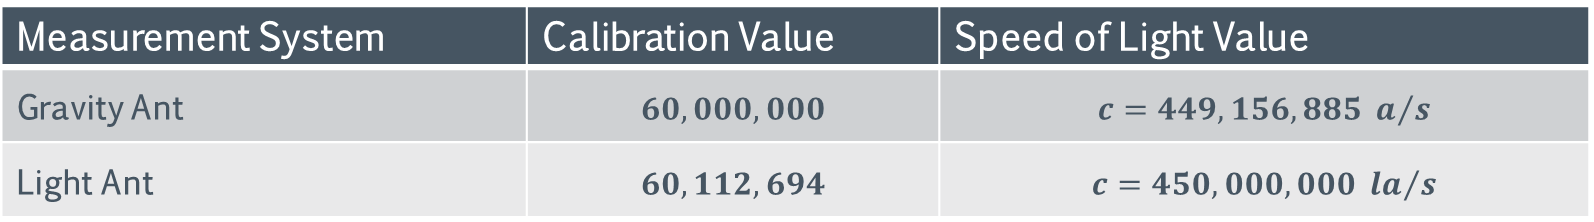 Measurement System Calibration Value Speed of Light Value
Gravity Ant 60,000,000 c = 449,156,885 a/s
Light Ant 60,112,694 c = 450,000,000 la/s